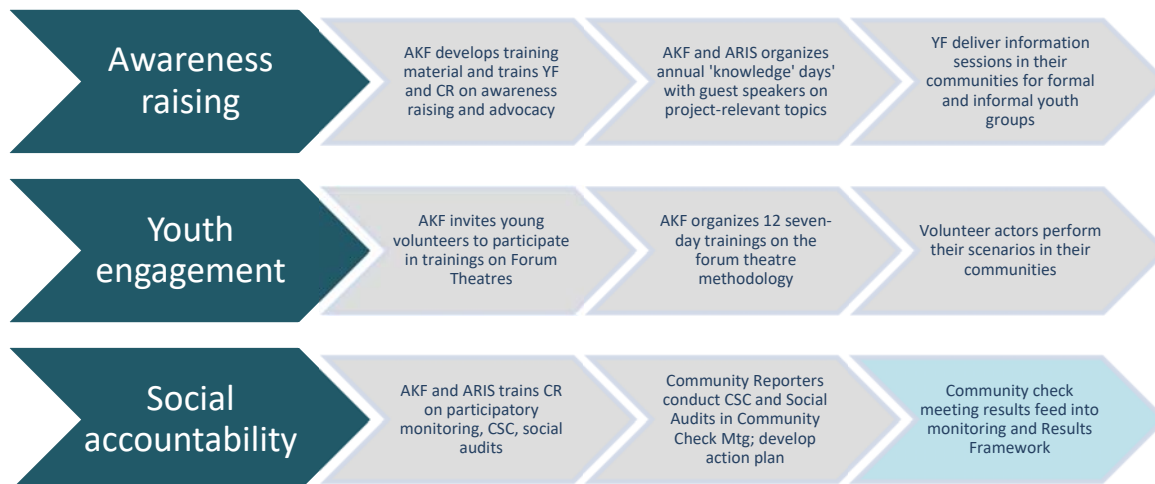 Awareness
raising
AKF develops training
material and trains YF
and CR on awareness
raising and advocacy
AKF and ARIS organizes
annual 'knowledge' days'
with guest speakers on
project-relevant topics
YF deliver information
sessions in their
communities for formal
and informal youth
groups
Youth
engagement
AKF invites young
volunteers to participate
in trainings on Forum
Theatres
AKF organizes 12 seven-
day trainings on the
forum theatre
methodology
Volunteer actors perform
their scenarios in their
communities
Social
accountability
AKF and ARIS trains CR
on participatory
monitoring, CSC, social
audits
Community Reporters
conduct CSC and Social
Audits in Community
Check Mtg; develop
action plan
Community check
meeting results feed into
monitoring and Results
Framework